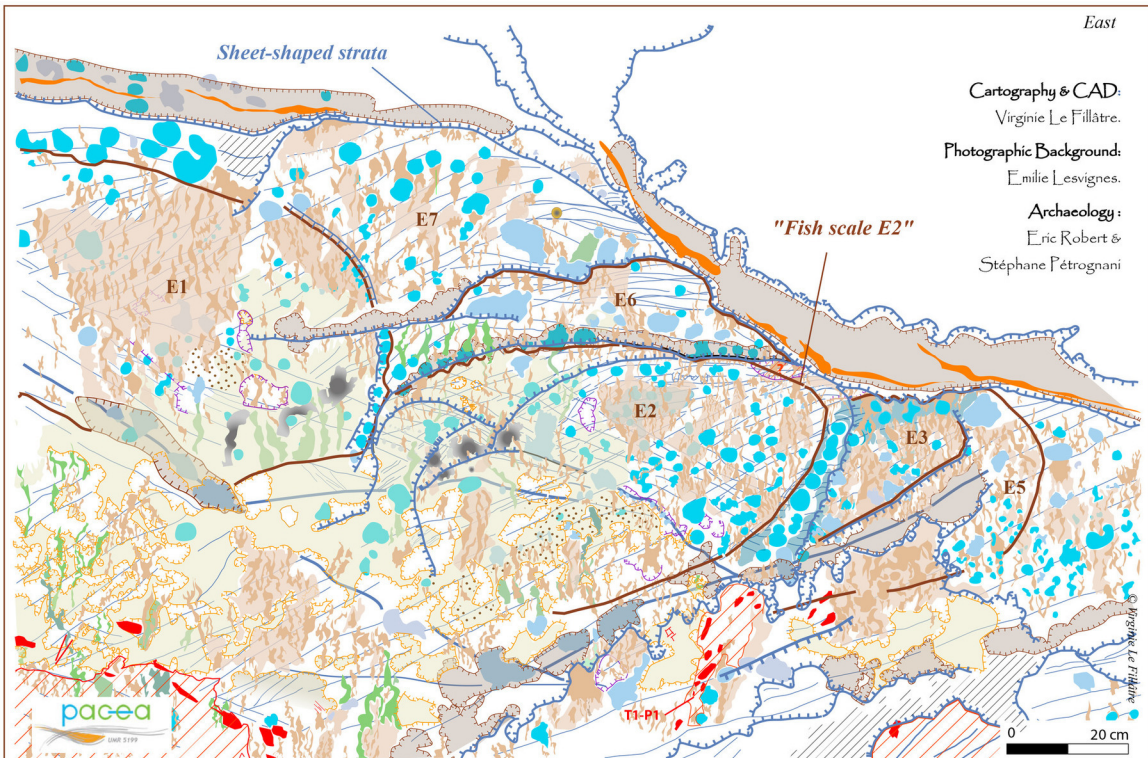 East
Sheet-shaped strata
Cartography & CAD:
Virginie Le Fillâtre.
Photographic Background:
Emilie Lesvignes.
Archaeology :
Eric Robert &
Stéphane Pétrognani
"Fish scale E2"
E7
E1
E6
?
E2
E3
E5
T1-P1
pacea
UMR 5199
© Virginie Le Fillâtre
0 20 cm